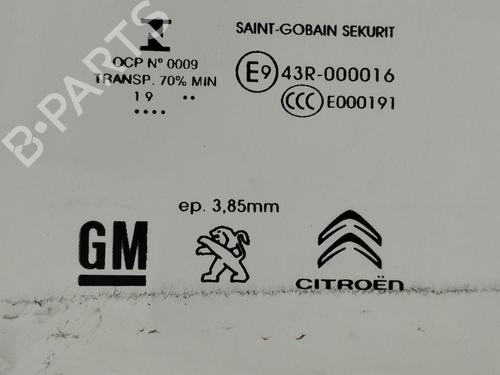 SAINT-GOBAIN SEKURIT
OCP Nº 0009
TRANSP. 70% MIN
19
E9 43R-000016
CCC E000191
ep. 3,85mm
GM
CITROËN
B-PARTS